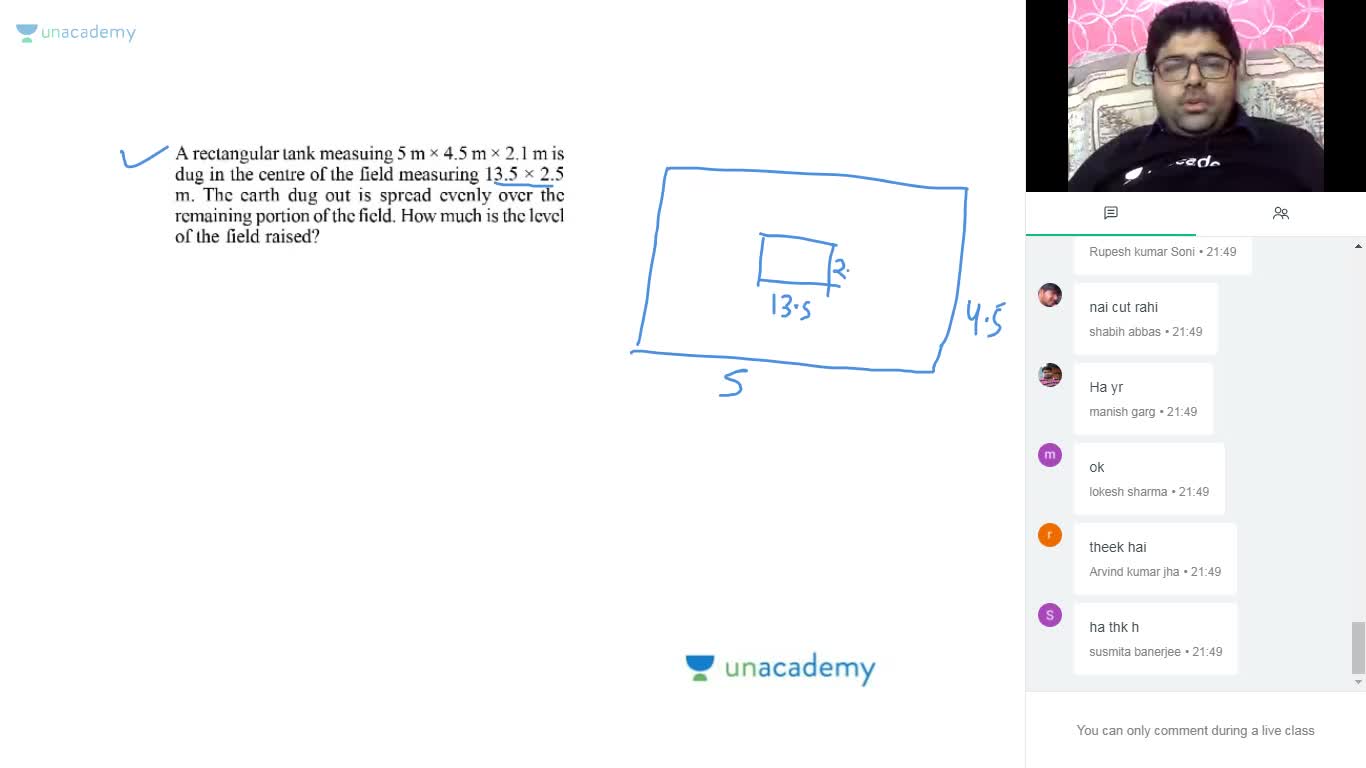 unacademy
A rectangular tank measuing 5 m × 4.5 m × 2.1 m is
dug in the centre of the field measuring 13.5 × 2.5
m. The earth dug out is spread evenly over the
remaining portion of the field. How much is the level
of the field raised?
2.
13.5
4.5
5
unacademy
Rupesh kumar Soni • 21:49
nai cut rahi
shabih abbas • 21:49
Ha yr
manish garg • 21:49
m
ok
lokesh sharma • 21:49
r
theek hai
Arvind kumar jha • 21:49
S
ha thk h
susmita banerjee • 21:49
You can only comment during a live class